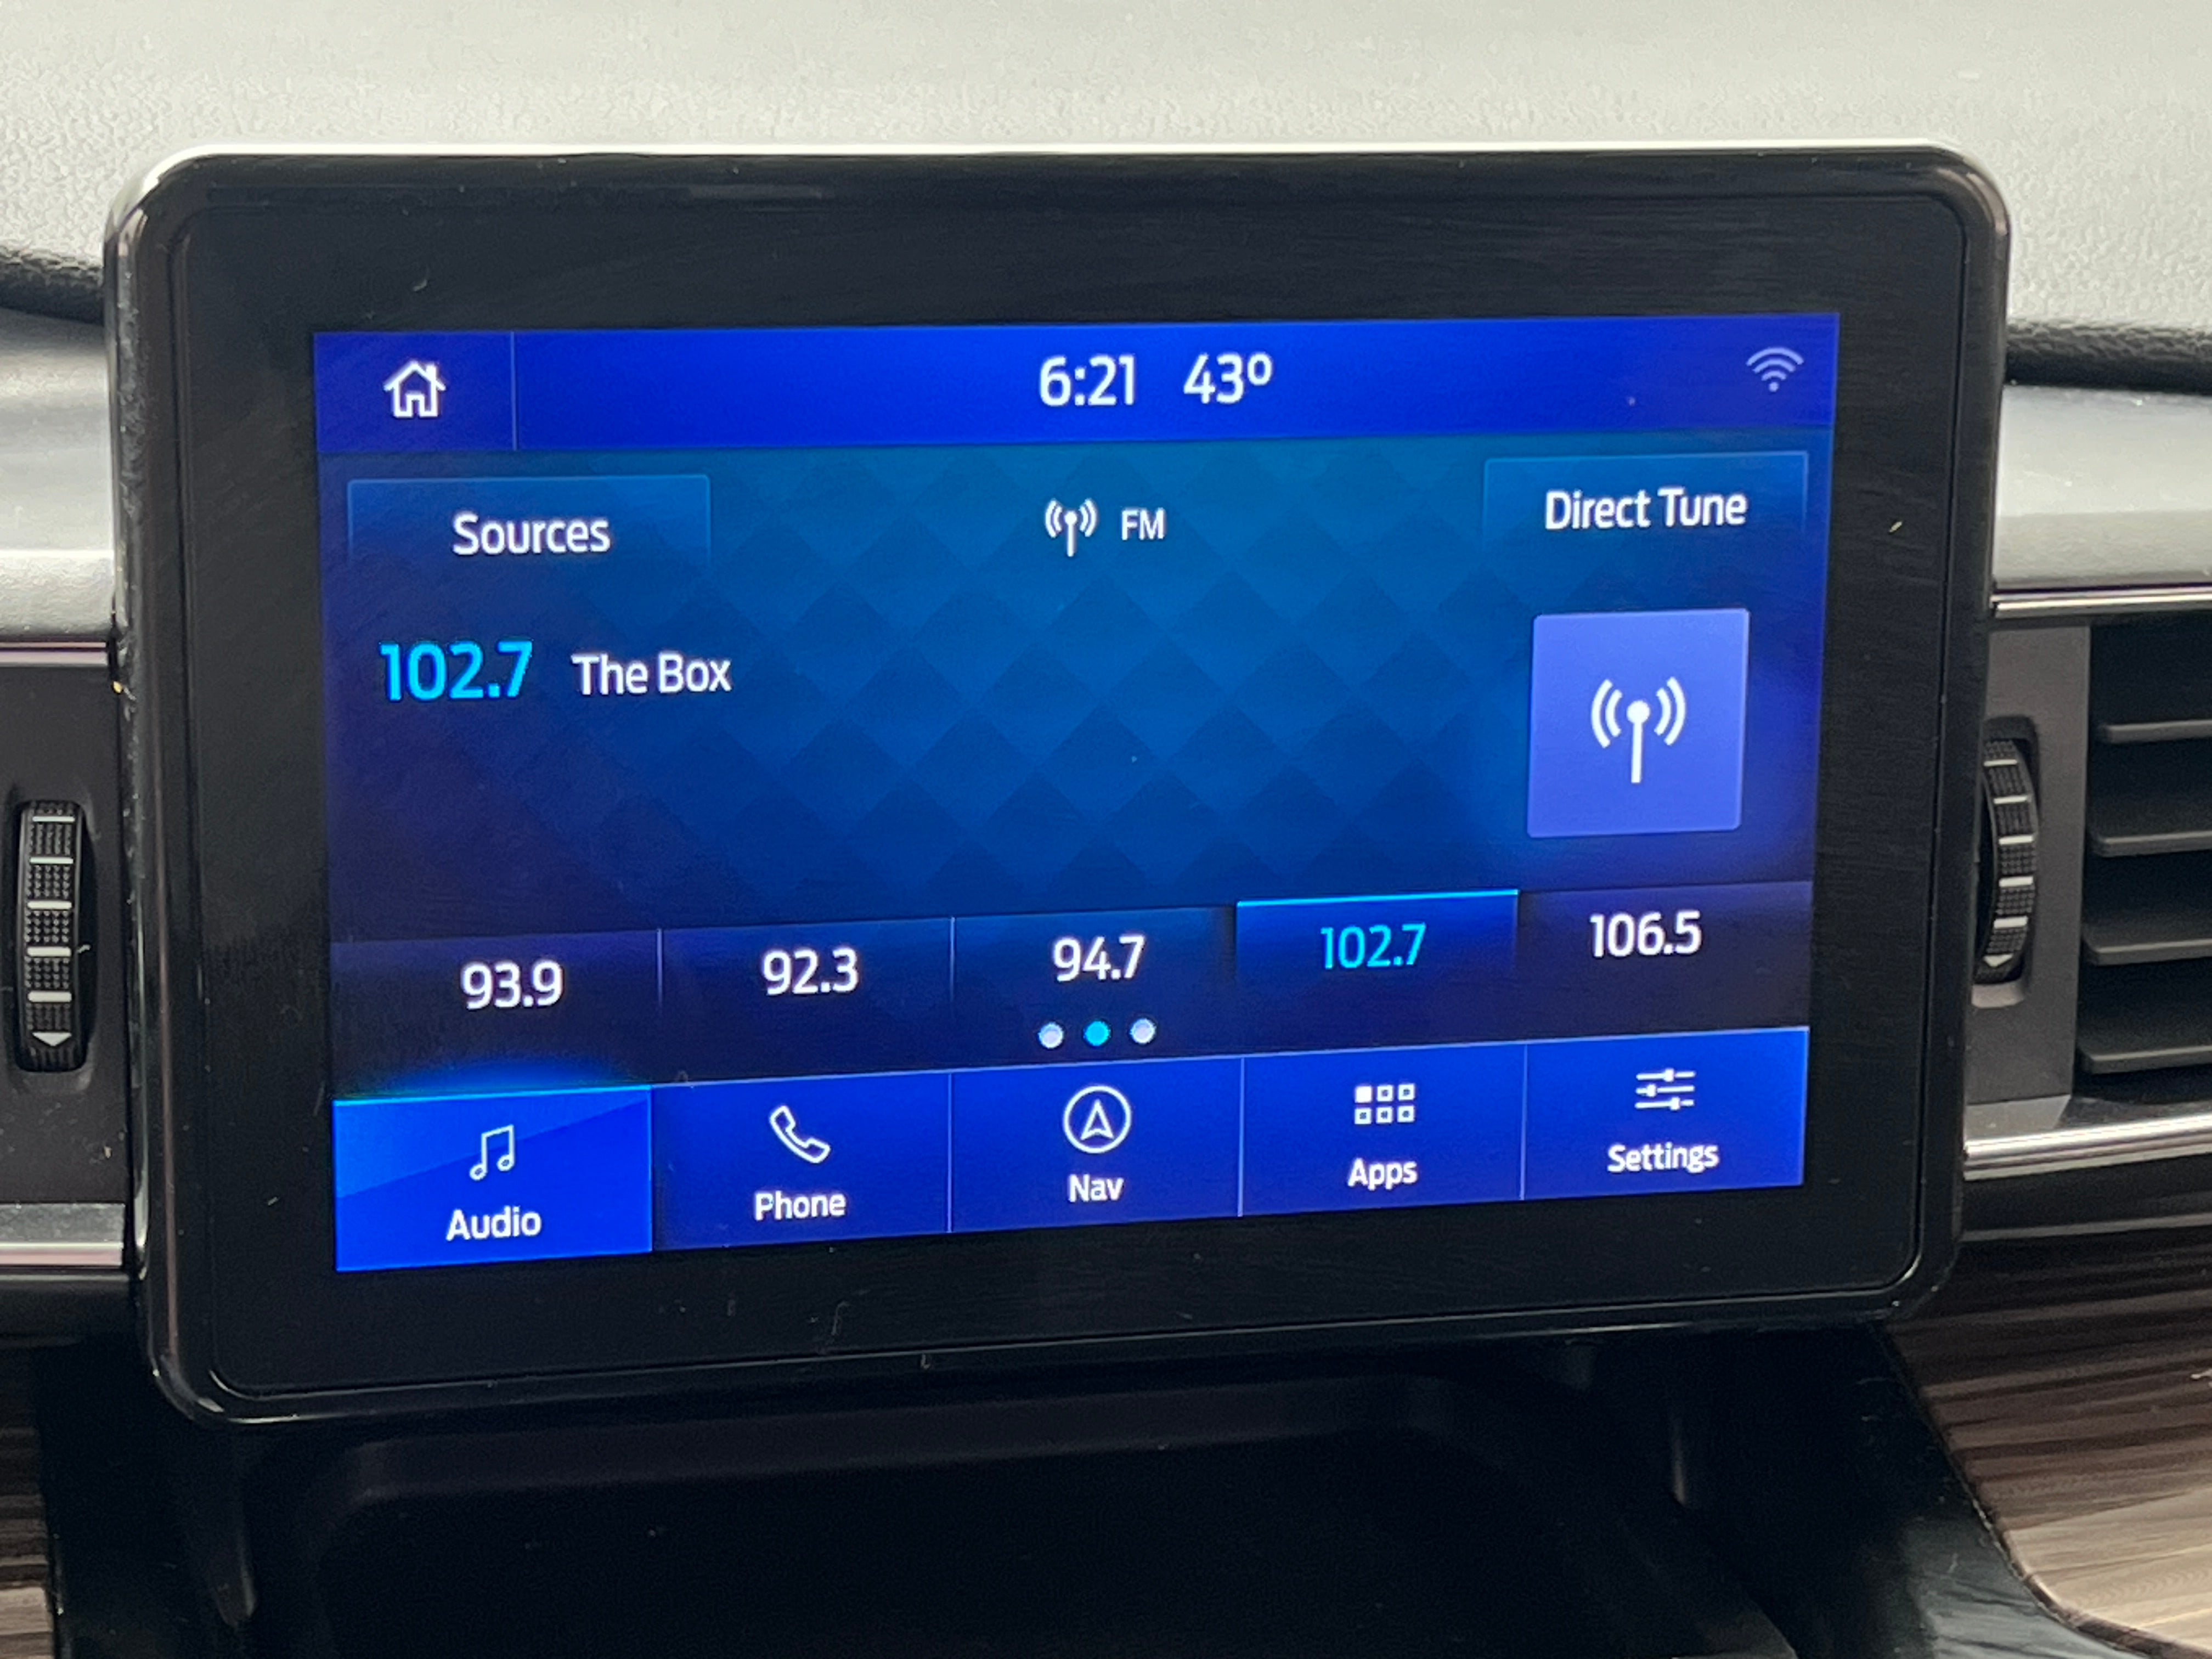 6:21 43º
Sources
FM
Direct Tune
102.7 The Box
93.9 92.3 94.7 102.7 106.5
Audio Phone Nav Apps Settings